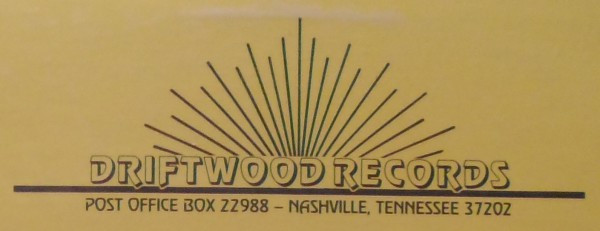 DRIFTWOOD RECORDS
POST OFFICE BOX 22988 – NASHVILLE, TENNESSEE 37202